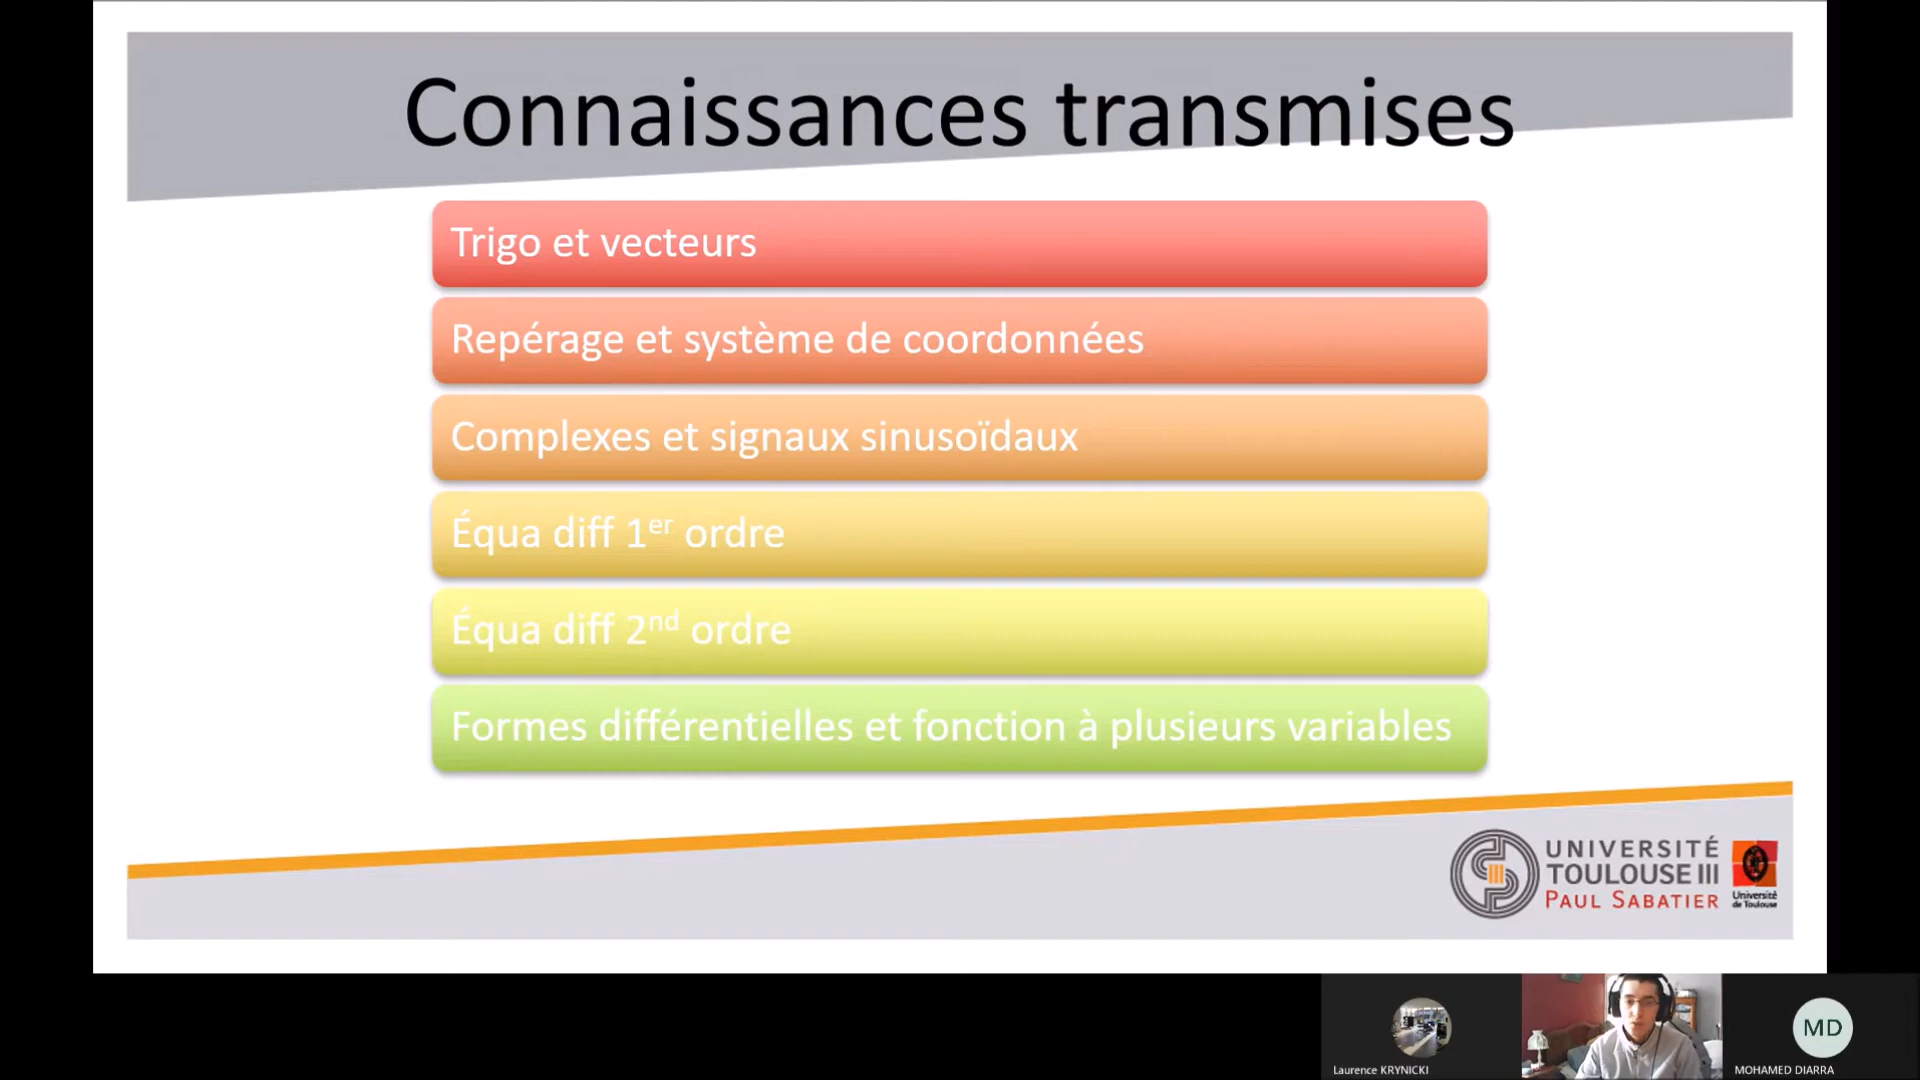 Connaissances transmises
Trigo et vecteurs
Repérage et système de coordonnées
Complexes et signaux sinusoïdaux
Équa diff 1er ordre
Équa diff 2nd ordre
Formes différentielles et fonction à plusieurs variables
UNIVERSITÉ
TOULOUSE III
PAUL SABATIER
Université
de Toulouse
MD
Laurence KRYNICKI
MOHAMED DIARRA